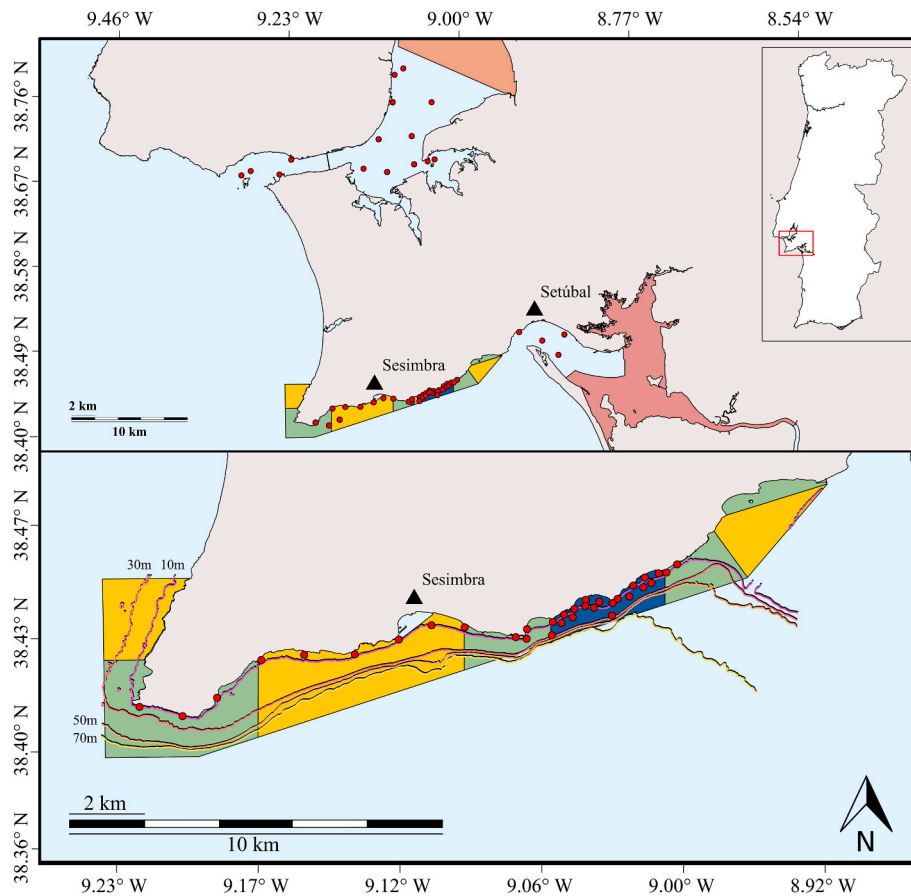 9.46° W 9.23° W 9.00° W 8.77° W 8.54° W
38.76° N
38.67° N
38.58° N
38.49° N
38.40° N
Setúbal
Sesimbra
2 km
10 km
38.47° N
38.43° N
38.40° N
38.36° N
30m 10m
Sesimbra
50m
70m
2 km
10 km
N
9.23° W 9.17° W 9.12° W 9.06° W 9.00° W 8.92° W